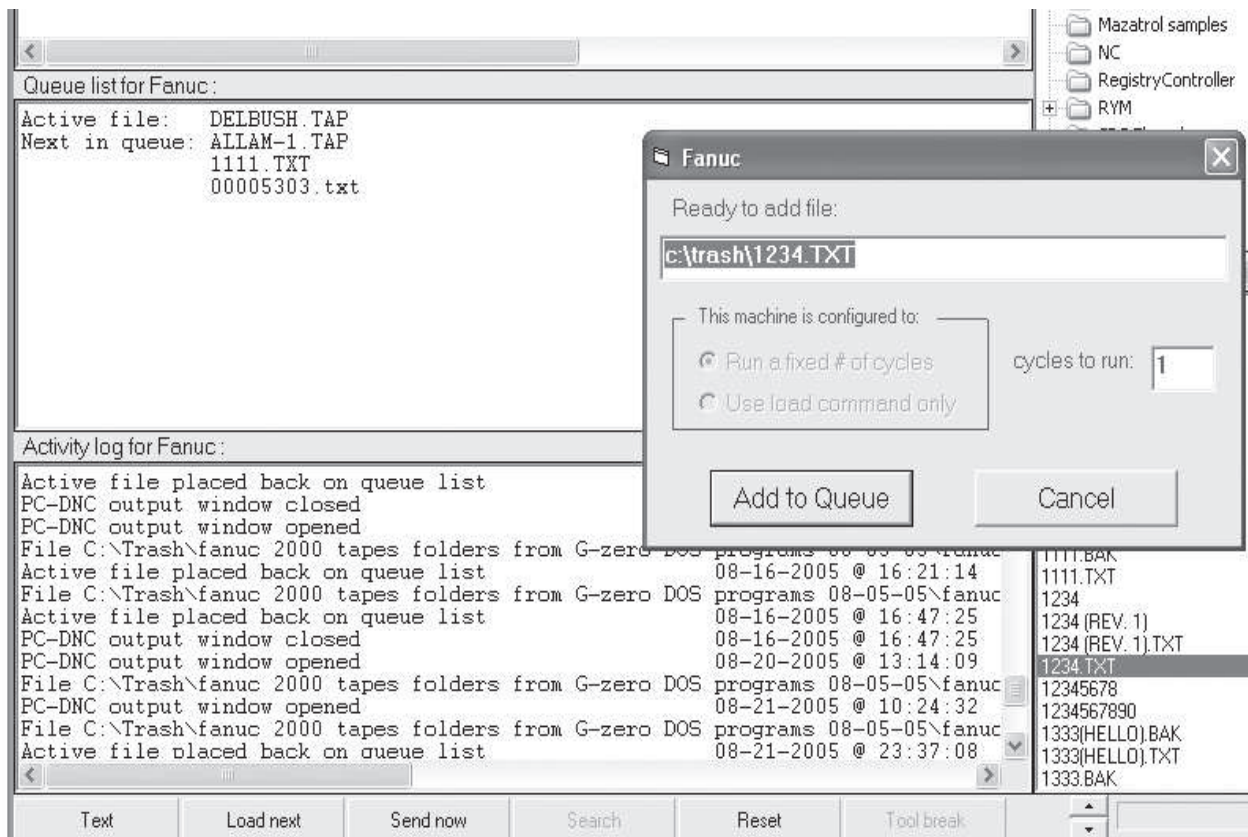 Queue list for Fanuc :
Active file: DELBUSH.TAP
Next in queue: ALLAM-1.TAP
1111.TXT
00005303.txt
Activity log for Fanuc :
Active file placed back on queue list
PC-DNC output window closed
PC-DNC output window opened
File C:\Trash\fanuc 2000 tapes folders from G-zero DOS programs 08-05-05\fanuc
Active file placed back on queue list 08-16-2005 @ 16:21:14
File C:\Trash\fanuc 2000 tapes folders from G-zero DOS programs 08-05-05\fanuc
Active file placed back on queue list 08-16-2005 @ 16:47:25
PC-DNC output window closed 08-16-2005 @ 16:47:25
PC-DNC output window opened 08-20-2005 @ 13:14:09
File C:\Trash\fanuc 2000 tapes folders from G-zero DOS programs 08-05-05\fanuc
PC-DNC output window opened 08-21-2005 @ 10:24:32
File C:\Trash\fanuc 2000 tapes folders from G-zero DOS programs 08-05-05\fanuc
Active file placed back on queue list 08-21-2005 @ 23:37:08
Text Load next Send now Search Reset Tool break
Fanuc
Ready to add file:
c:\trash\1234.TXT
This machine is configured to:
Run a fixed # of cycles
Use load command only
cycles to run: 1
Add to Queue Cancel
Mazatrol samples
NC
RegistryController
RYM
1111.BAK
1111.TXT
1234
1234 (REV. 1)
1234 (REV. 1).TXT
1234.TXT
12345678
1234567890
1333(HELLO).BAK
1333(HELLO).TXT
1333.BAK